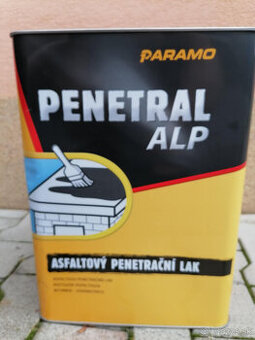 PARAMO
PENETRAL
ALP
ASFALTOVÝ PENETRAČNÍ LAK